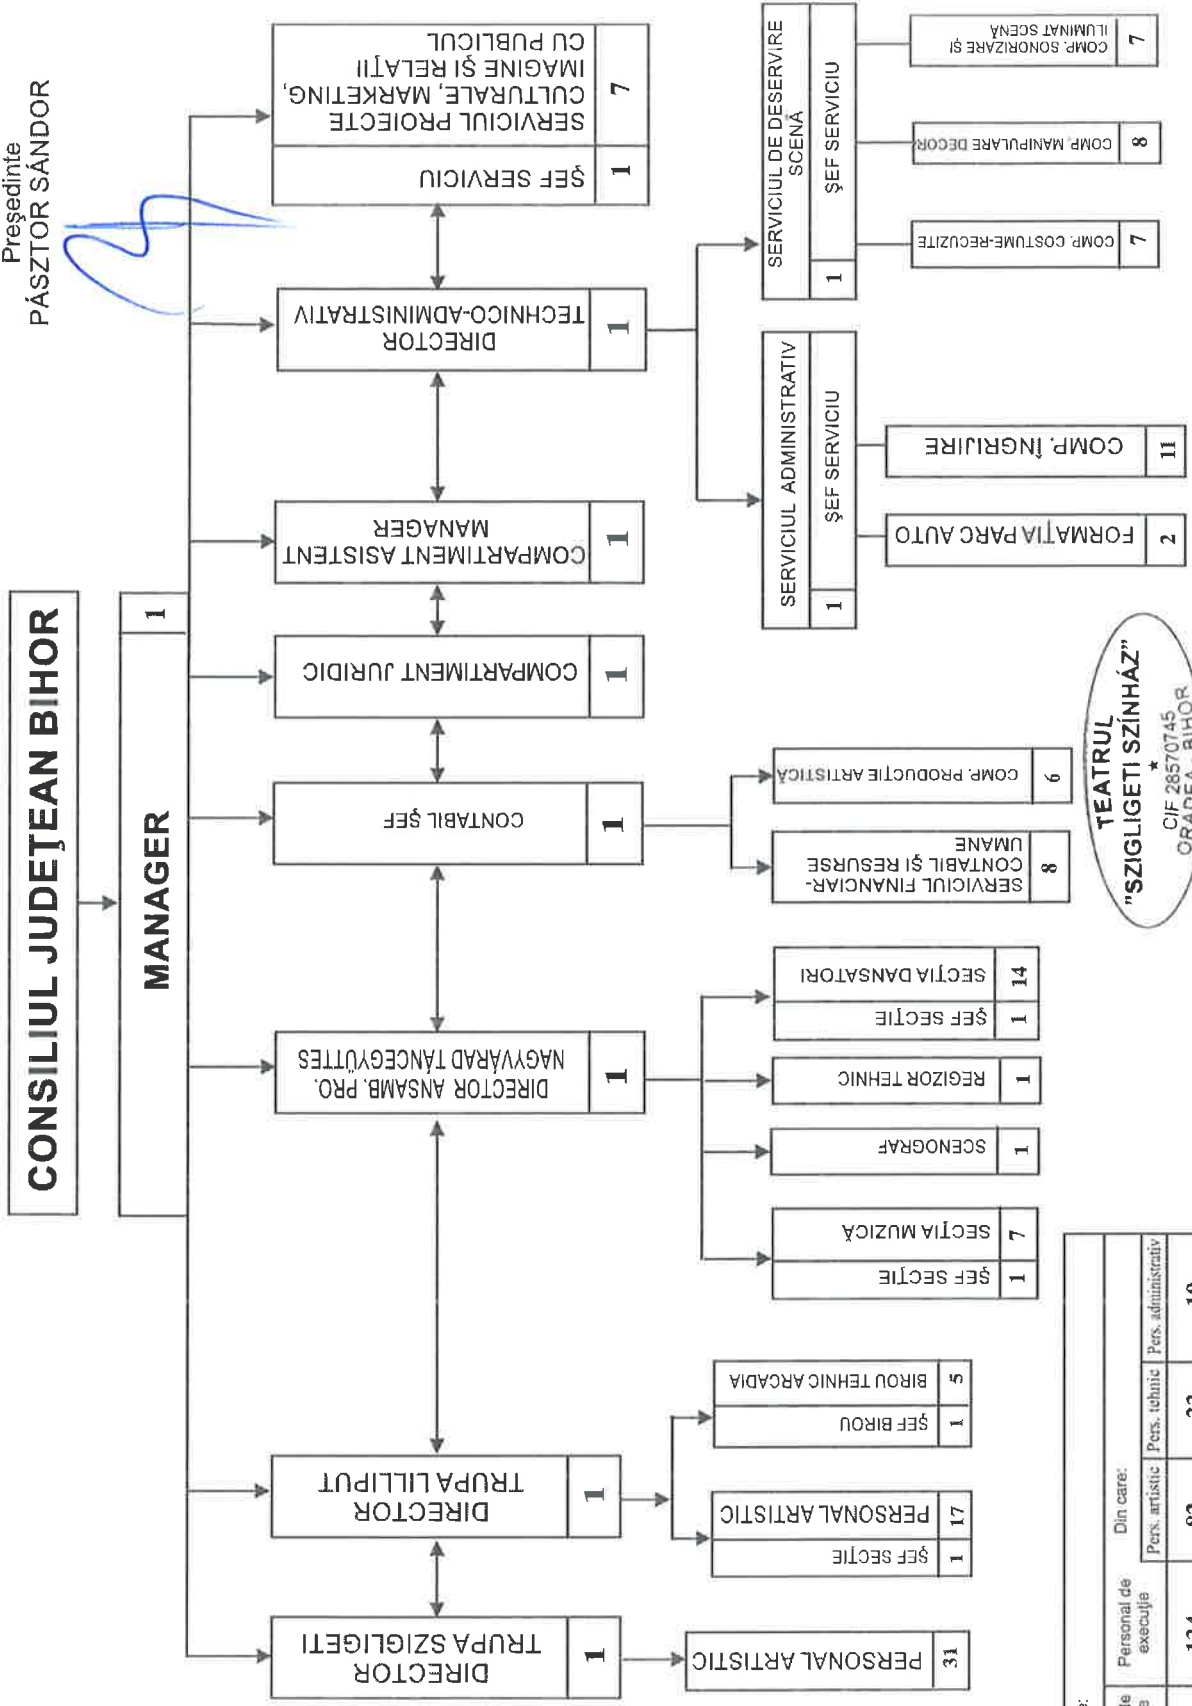 Președinte
PÁSZTOR SÁNDOR
CONSILIUL JUDEŢEAN BIHOR
MANAGER
1
DIRECTOR
TRUPA SZIGLIGETI
1
PERSONAL ARTISTIC
31
DIRECTOR
TRUPA LILLIPUT
1
ŞEF SECŢIE
1
PERSONAL ARTISTIC
17
ŞEF BIROU
1
BIROU TEHNIC ARCADIA
5
DIRECTOR ANSAMB. PRO.
NAGYVÁRAD TÁNCEGYÜTTES
1
ŞEF SECŢIE
1
SECŢIA MUZICĂ
7
SCENOGRAF
1
REGIZOR TEHNIC
1
ŞEF SECŢIE
1
SECŢIA DANSATORI
14
CONTABIL ŞEF
1
SERVICIUL FINANCIAR-
CONTABIL ŞI RESURSE
UMANE
8
COMP. PRODUCŢIE ARTISTICĂ
6
COMPARTIMENT JURIDIC
1
COMPARTIMENT ASISTENT
MANAGER
1
DIRECTOR
TECHNICO-ADMINISTRATIV
1
SERVICIUL ADMINISTRATIV
1
ŞEF SERVICIU
FORMAŢIA PARC AUTO
2
COMP. ÎNGRIJIRE
11
SERVICIUL DE DESERVIRE
SCENĂ
1
ŞEF SERVICIU
COMP. COSTUME-RECUZITE
7
COMP. MANIPULARE DECOR
8
COMP. SONORIZARE ŞI
ILUMINAT SCENĂ
7
ŞEF SERVICIU
1
SERVICIUL PROIECTE
CULTURALE, MARKETING,
IMAGINE ŞI RELAŢII
CU PUBLICUL
7
TEATRUL
"SZIGLIGETI SZÍNHÁZ"
★
CIF 28570745
ORADEA - BIHOR
Personal de
execuţie
Din care:
Pers. artistic
Pers. tehnic
Pers. administrativ